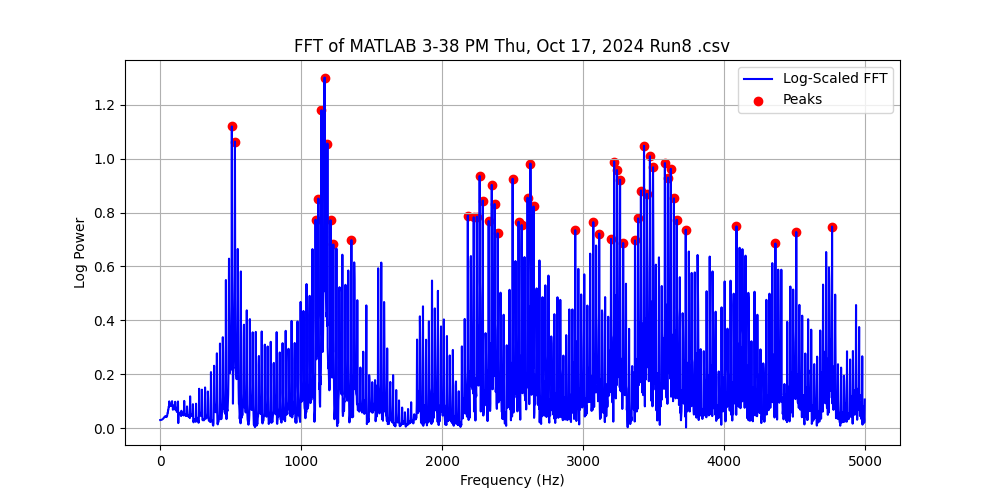 FFT of MATLAB 3-38 PM Thu, Oct 17, 2024 Run8 .csv
Log-Scaled FFT
Peaks
Log Power
1.2
1.0
0.8
0.6
0.4
0.2
0.0
0 1000 2000 3000 4000 5000
Frequency (Hz)